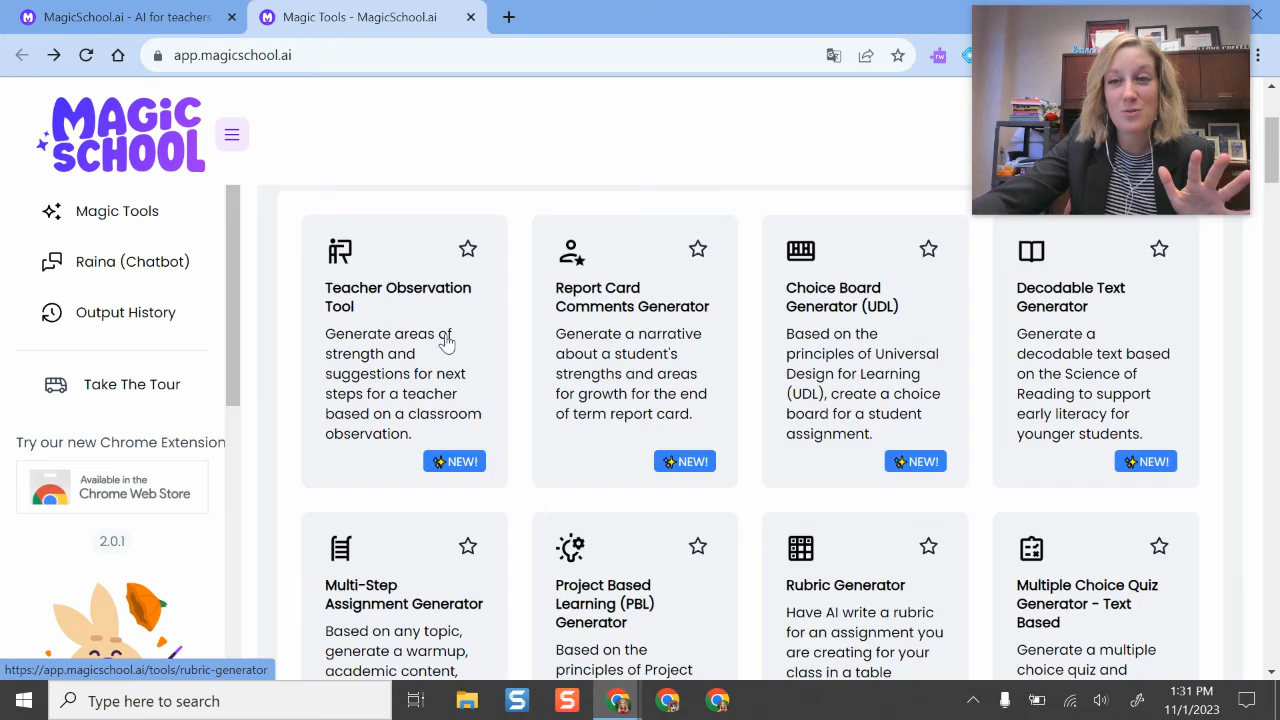 MagicSchool.ai - AI for teachers
Magic Tools - MagicSchool.ai
app.magicschool.ai
MAGIC
SCHOOL
Magic Tools
Raina (Chatbot)
Output History
Take The Tour
Try our new Chrome Extension
Available in the
Chrome Web Store
2.0.1
Teacher Observation
Tool
Generate areas of
strength and
suggestions for next
steps for a teacher
based on a classroom
observation.
NEW!
Report Card
Comments Generator
Generate a narrative
about a student's
strengths and areas
for growth for the end
of term report card.
NEW!
Choice Board
Generator (UDL)
Based on the
principles of Universal
Design for Learning
(UDL), create a choice
board for a student
assignment.
NEW!
Decodable Text
Generator
Generate a
decodable text based
on the Science of
Reading to support
early literacy for
younger students.
NEW!
Multi-Step
Assignment Generator
Based on any topic,
generate a warmup,
academic content,
Project Based
Learning (PBL)
Generator
Based on the
principles of Project
Rubric Generator
Have AI write a rubric
for an assignment you
are creating for your
class in a table
Multiple Choice Quiz
Generator - Text
Based
Generate a multiple
choice quiz and
https://app.magicschool.ai/tools/rubric-generator
Type here to search
1:31 PM
11/1/2023